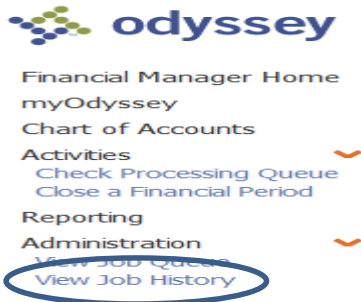 odyssey
Financial Manager Home
myOdyssey
Chart of Accounts
Activities
Check Processing Queue
Close a Financial Period
Reporting
Administration
View Job Queue
View Job History